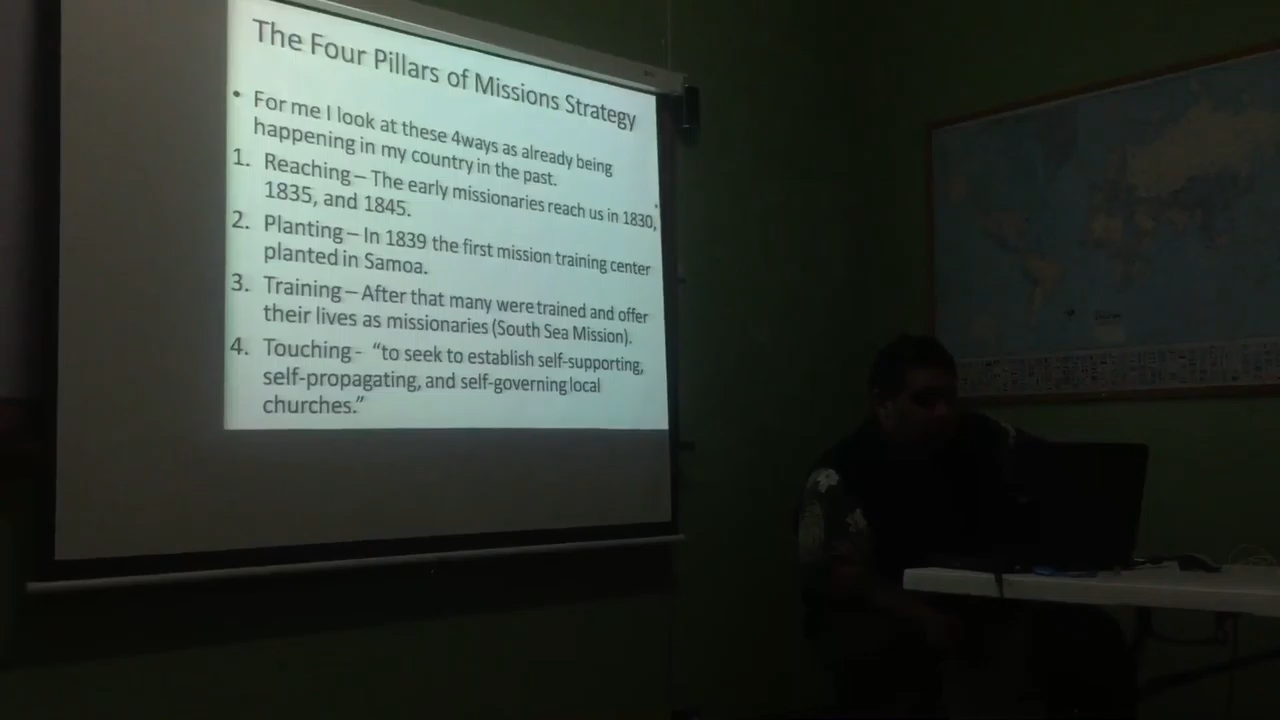 The Four Pillars of Missions Strategy
• For me I look at these 4ways as already being
happening in my country in the past.
1. Reaching – The early missionaries reach us in 1830,
1835, and 1845.
2. Planting – In 1839 the first mission training center
planted in Samoa.
3. Training – After that many were trained and offer
their lives as missionaries (South Sea Mission).
4. Touching - “to seek to establish self-supporting,
self-propagating, and self-governing local
churches.”